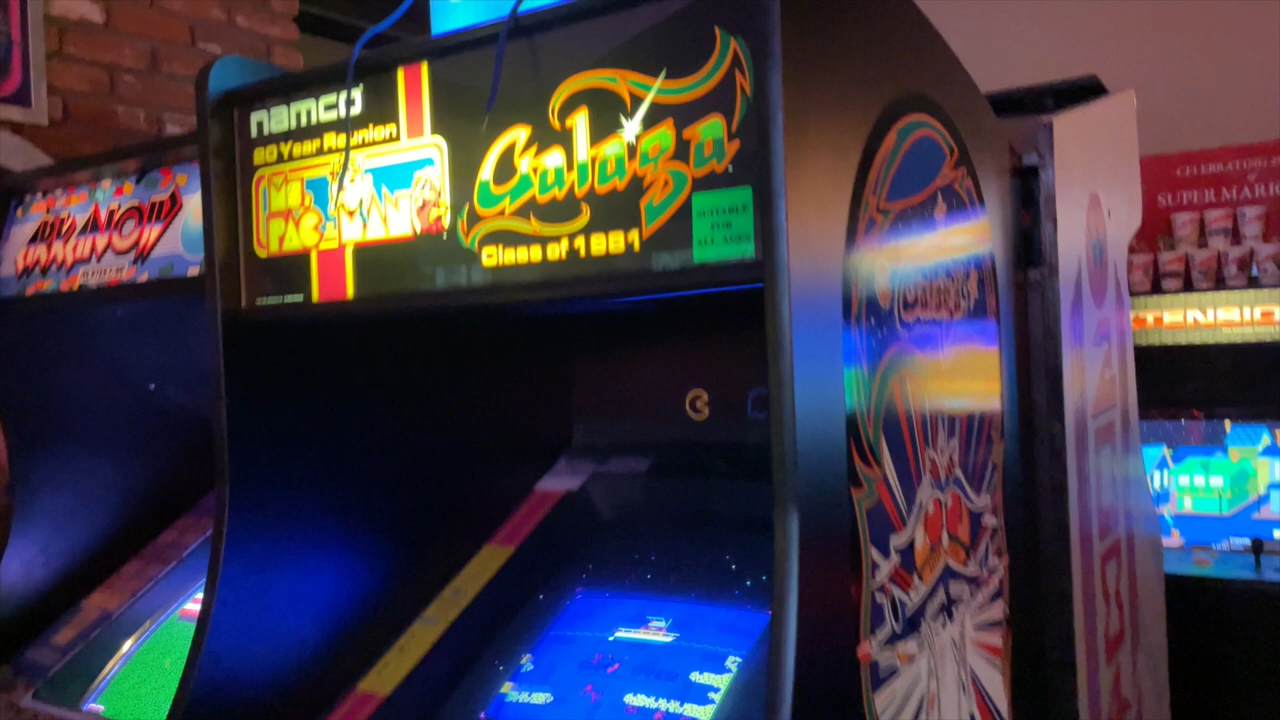 ARKANOID
namco
20 Year Reunion
MS.
PAC-MAN
Galaga
Class of 1981
SUITABLE
FOR
ALL AGES
CELEBRATING
SUPER MARIO
XTENSIO